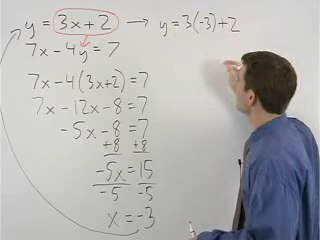 y = 3x + 2 → y = 3(-3) + 2
7x - 4y = 7
7x - 4(3x+2) = 7
7x - 12x - 8 = 7
-5x - 8 = 7
+8 +8
-5x = 15
-5 -5
x = -3